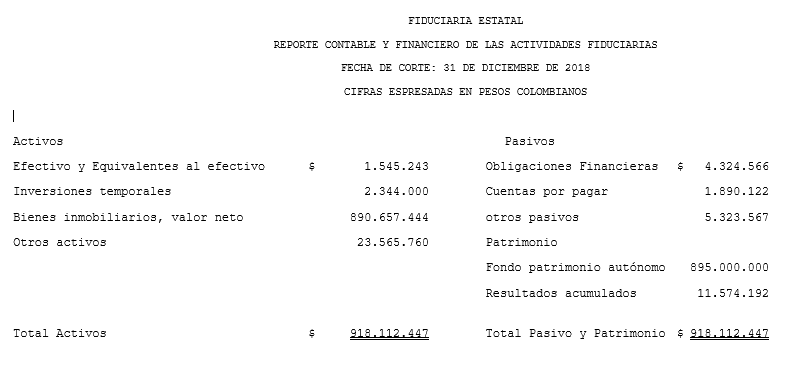 FIDUCIARIA ESTATAL
REPORTE CONTABLE Y FINANCIERO DE LAS ACTIVIDADES FIDUCIARIAS
FECHA DE CORTE: 31 DE DICIEMBRE DE 2018
CIFRAS ESPRESADAS EN PESOS COLOMBIANOS
Activos Pasivos
Efectivo y Equivalentes al efectivo $ 1.545.243 Obligaciones Financieras $ 4.324.566
Inversiones temporales 2.344.000 Cuentas por pagar 1.890.122
Bienes inmobiliarios, valor neto 890.657.444 otros pasivos 5.323.567
Otros activos 23.565.760 Patrimonio
Fondo patrimonio autónomo 895.000.000
Resultados acumulados 11.574.192
Total Activos $ 918.112.447 Total Pasivo y Patrimonio $ 918.112.447